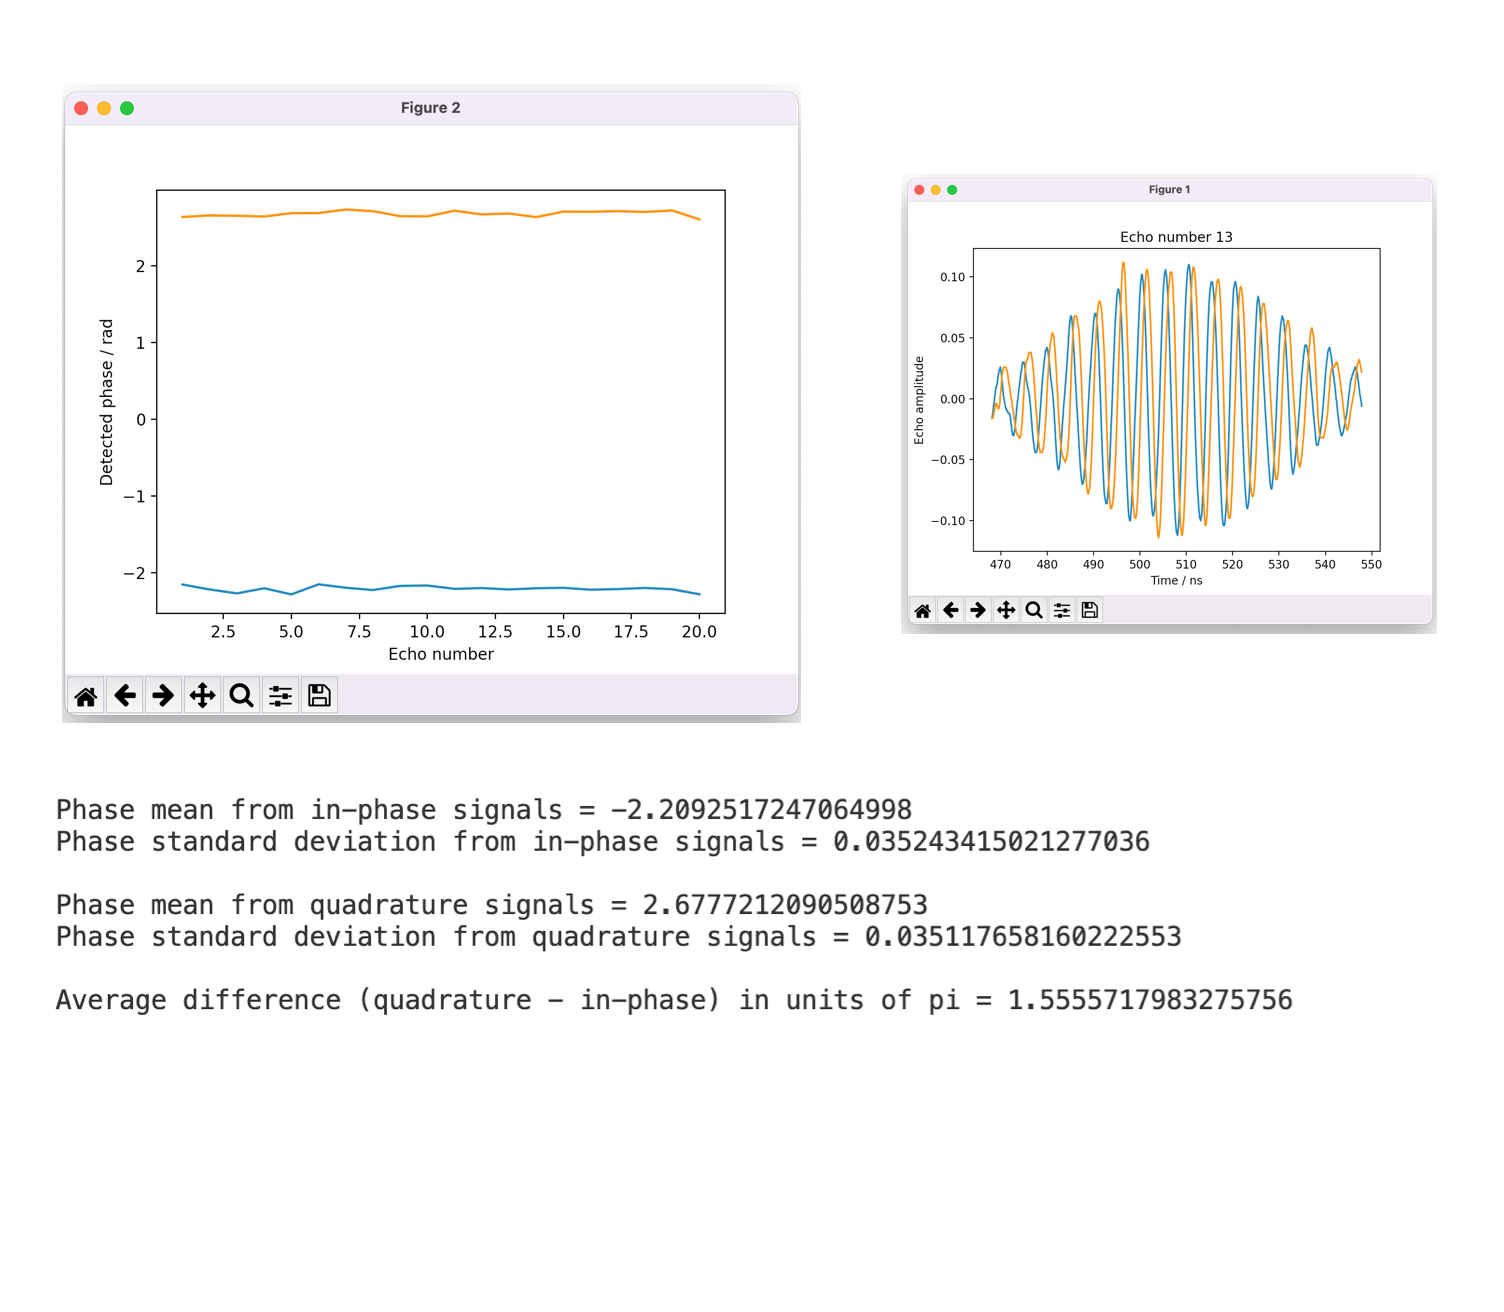 Figure 2
2
1
0
−1
−2
Detected phase / rad
2.5 5.0 7.5 10.0 12.5 15.0 17.5 20.0
Echo number
Figure 1
Echo number 13
0.10
0.05
0.00
−0.05
−0.10
Echo amplitude
470 480 490 500 510 520 530 540 550
Time / ns
Phase mean from in-phase signals = -2.2092517247064998
Phase standard deviation from in-phase signals = 0.035243415021277036
Phase mean from quadrature signals = 2.6777212090508753
Phase standard deviation from quadrature signals = 0.035117658160222553
Average difference (quadrature - in-phase) in units of pi = 1.5555717983275756